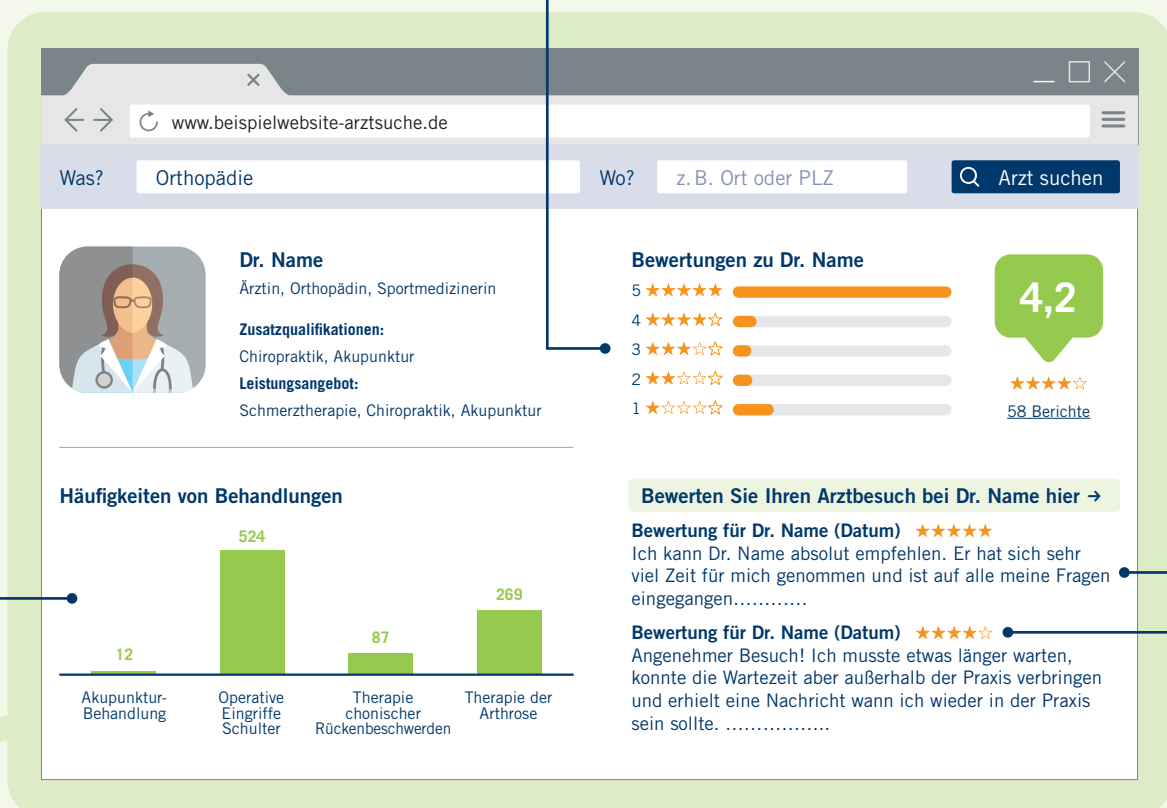 www.beispielwebsite-arztsuche.de
Was?
Orthopädie
Wo?
z. B. Ort oder PLZ
Arzt suchen
Dr. Name
Ärztin, Orthopädin, Sportmedizinerin
Zusatzqualifikationen:
Chiropraktik, Akupunktur
Leistungsangebot:
Schmerztherapie, Chiropraktik, Akupunktur
Bewertungen zu Dr. Name
5 ★★★★★
4 ★★★★☆
3 ★★★☆☆
2 ★★☆☆☆
1 ★☆☆☆☆
4,2
★★★★☆
58 Berichte
Häufigkeiten von Behandlungen
12
524
87
269
Akupunktur-
Behandlung
Operative
Eingriffe
Schulter
Therapie
chonischer
Rückenbeschwerden
Therapie der
Arthrose
Bewerten Sie Ihren Arztbesuch bei Dr. Name hier →
Bewertung für Dr. Name (Datum) ★★★★★
Ich kann Dr. Name absolut empfehlen. Er hat sich sehr
viel Zeit für mich genommen und ist auf alle meine Fragen
eingegangen............
Bewertung für Dr. Name (Datum) ★★★★☆
Angenehmer Besuch! Ich musste etwas länger warten,
konnte die Wartezeit aber außerhalb der Praxis verbringen
und erhielt eine Nachricht wann ich wieder in der Praxis
sein sollte. .................